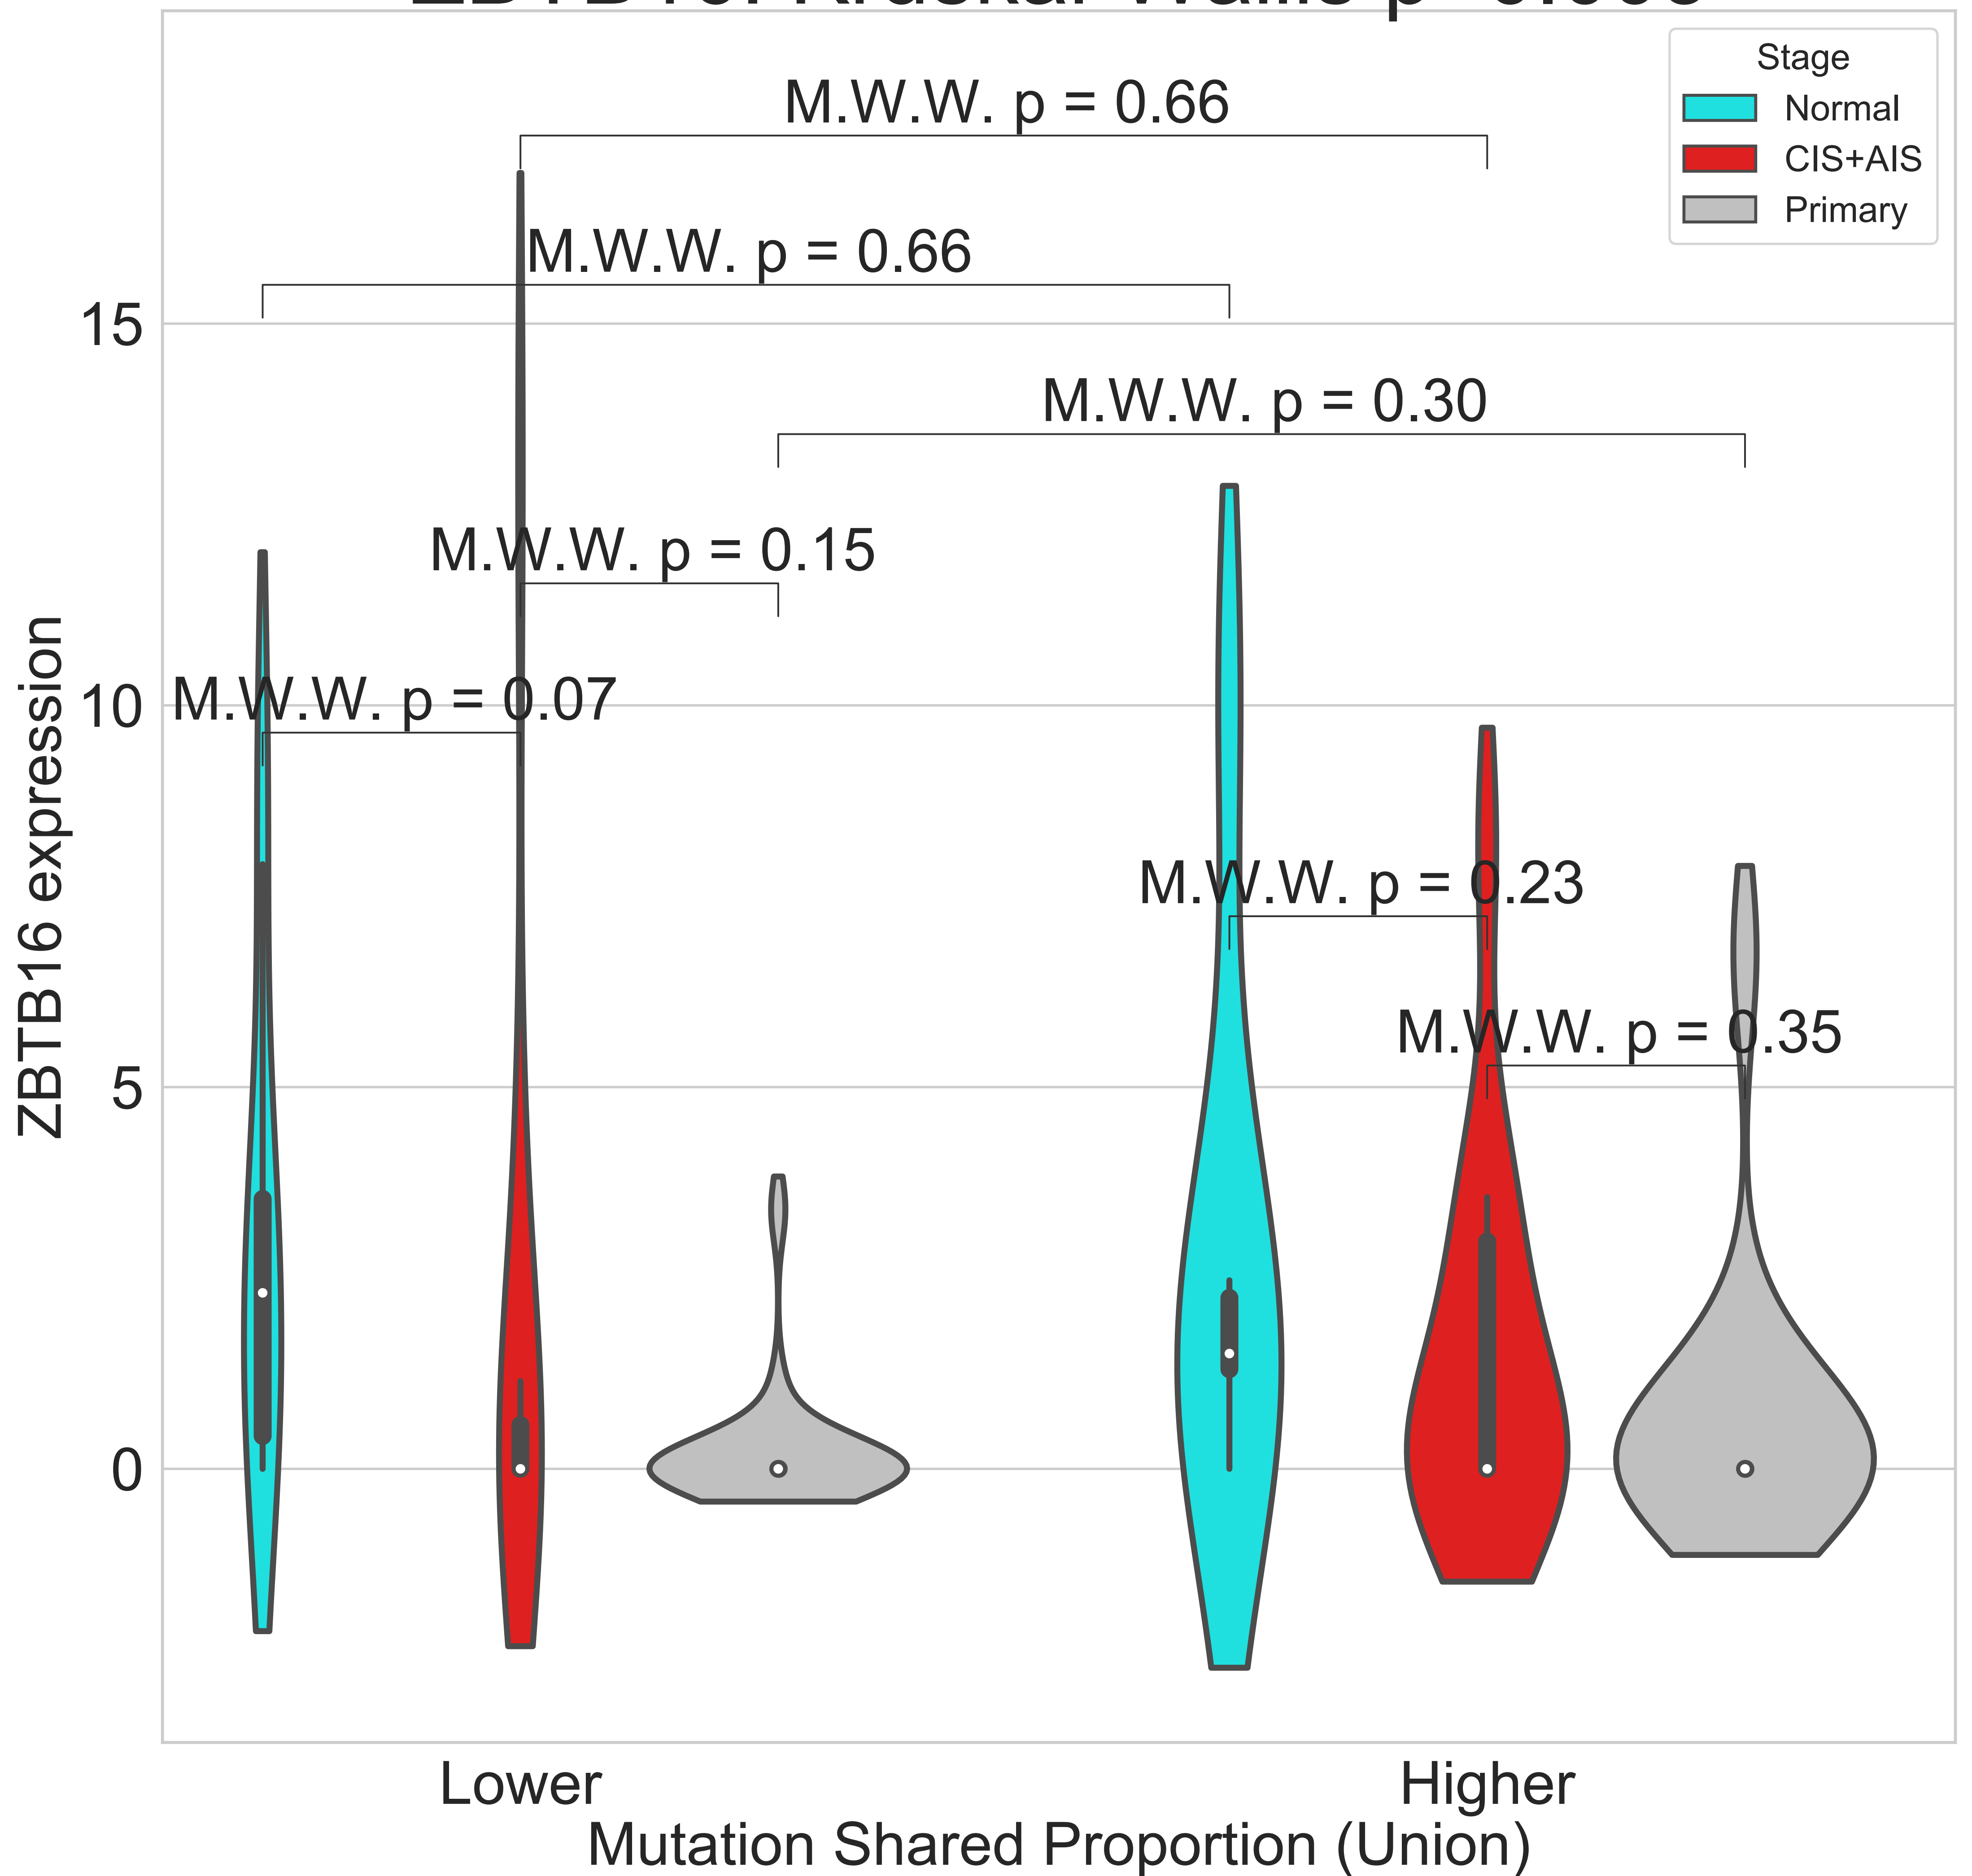 Stage
Normal
CIS+AIS
Primary
M.W.W. p = 0.66
M.W.W. p = 0.66
15
M.W.W. p = 0.30
M.W.W. p = 0.15
M.W.W. p = 0.07
10
M.W.W. p = 0.23
M.W.W. p = 0.35
5
0
ZBTB16 expression
Lower
Higher
Mutation Shared Proportion (Union)